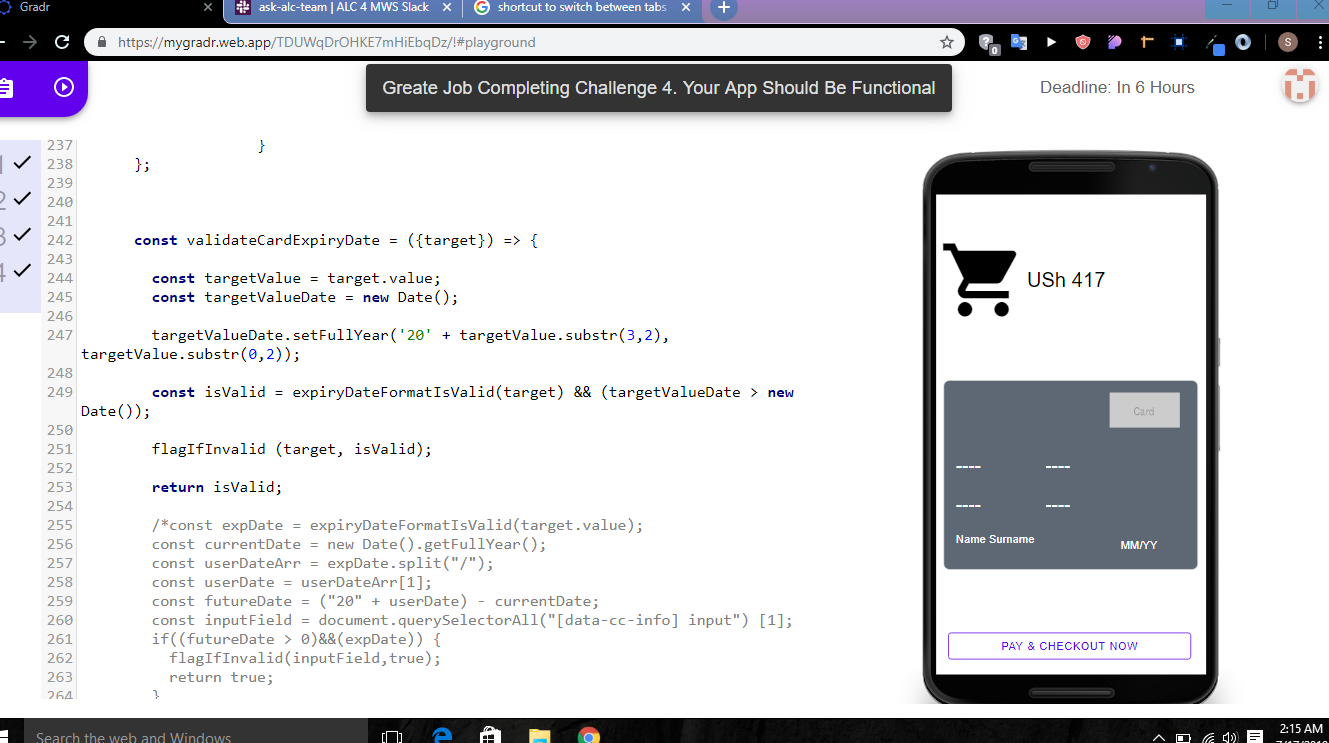 Gradr
ask-alc-team | ALC 4 MWS Slack
shortcut to switch between tabs
https://mygradr.web.app/TDUWqDrOHKE7mHiEbqDz/!#playground
0
S
Greate Job Completing Challenge 4. Your App Should Be Functional
Deadline: In 6 Hours
1
2
3
4
237 }
238 };
239
240
241
242 const validateCardExpiryDate = ({target}) => {
243
244 const targetValue = target.value;
245 const targetValueDate = new Date();
246
247 targetValueDate.setFullYear('20' + targetValue.substr(3,2),
targetValue.substr(0,2));
248
249 const isValid = expiryDateFormatIsValid(target) && (targetValueDate > new
Date());
250
251 flagIfInvalid (target, isValid);
252
253 return isValid;
254
255 /*const expDate = expiryDateFormatIsValid(target.value);
256 const currentDate = new Date().getFullYear();
257 const userDateArr = expDate.split("/");
258 const userDate = userDateArr[1];
259 const futureDate = ("20" + userDate) - currentDate;
260 const inputField = document.querySelectorAll("[data-cc-info] input") [1];
261 if((futureDate > 0)&&(expDate)) {
262 flagIfInvalid(inputField,true);
263 return true;
264 }
USh 417
Card
---- ----
---- ----
Name Surname
MM/YY
PAY & CHECKOUT NOW
Search the web and Windows
2:15 AM